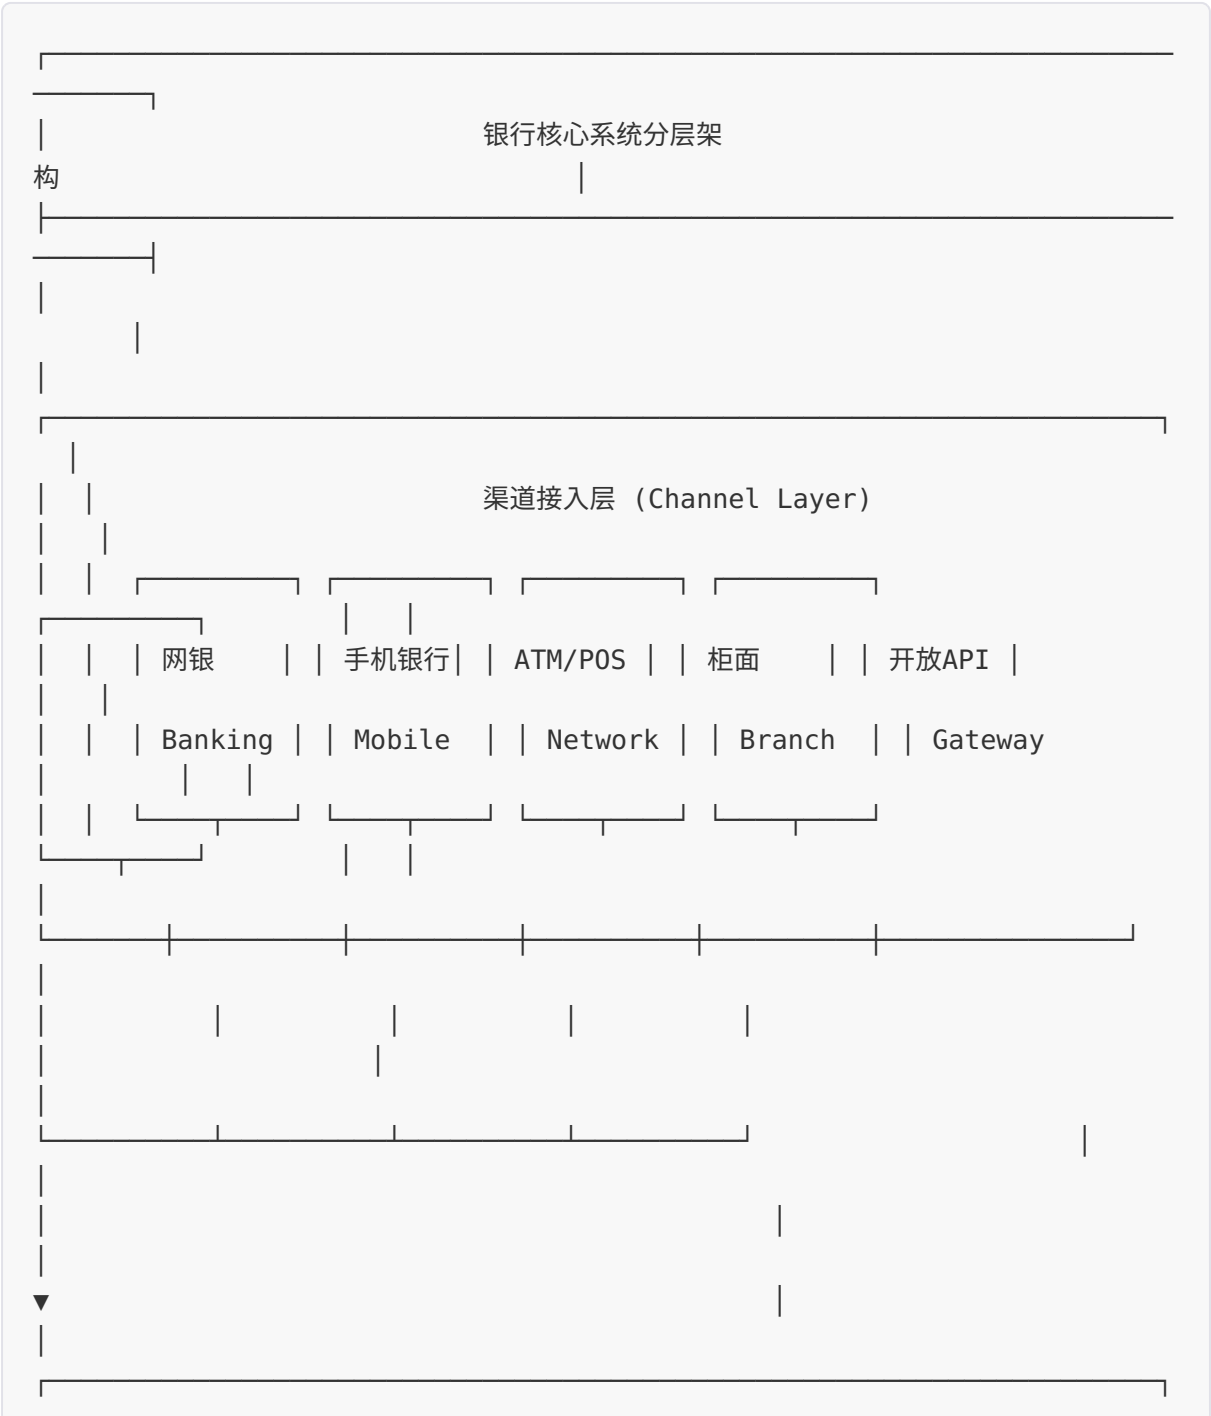 银行核心系统分层架
构
渠道接入层 (Channel Layer)
网银 手机银行 ATM/POS 柜面 开放API
Banking Mobile Network Branch Gateway